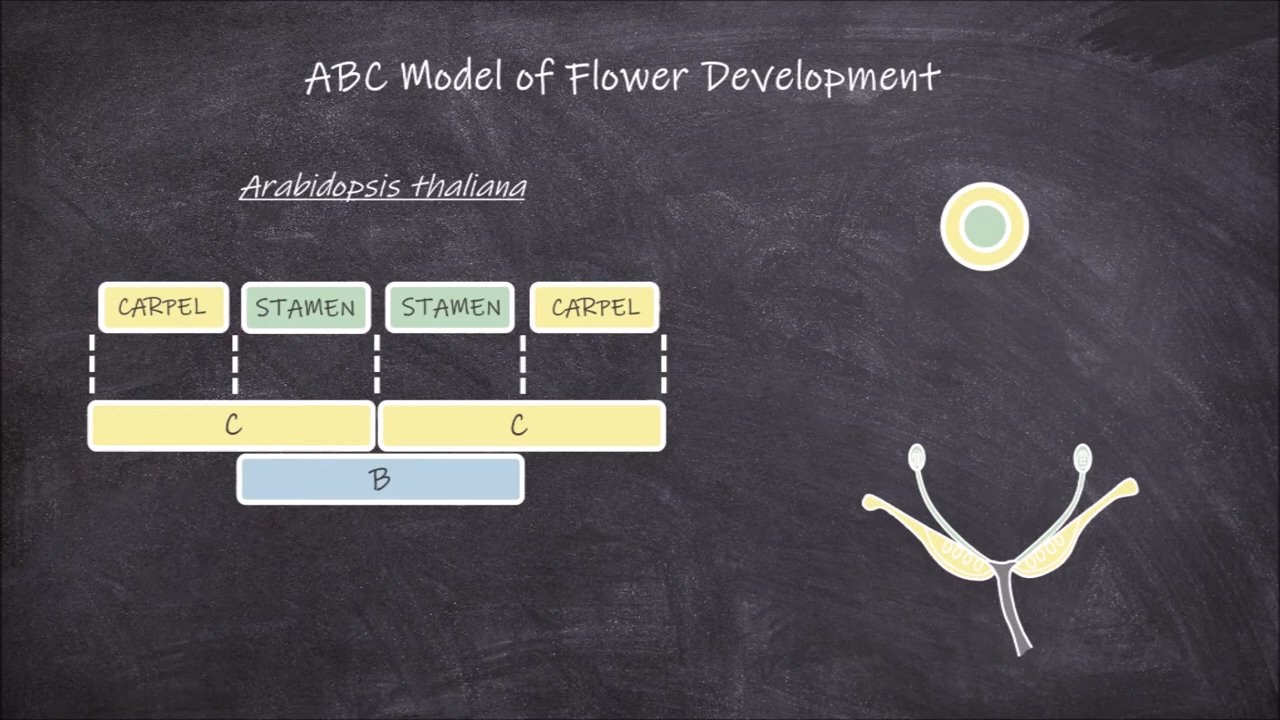 ABC Model of Flower Development
Arabidopsis thaliana
CARPEL STAMEN STAMEN CARPEL
C C
B